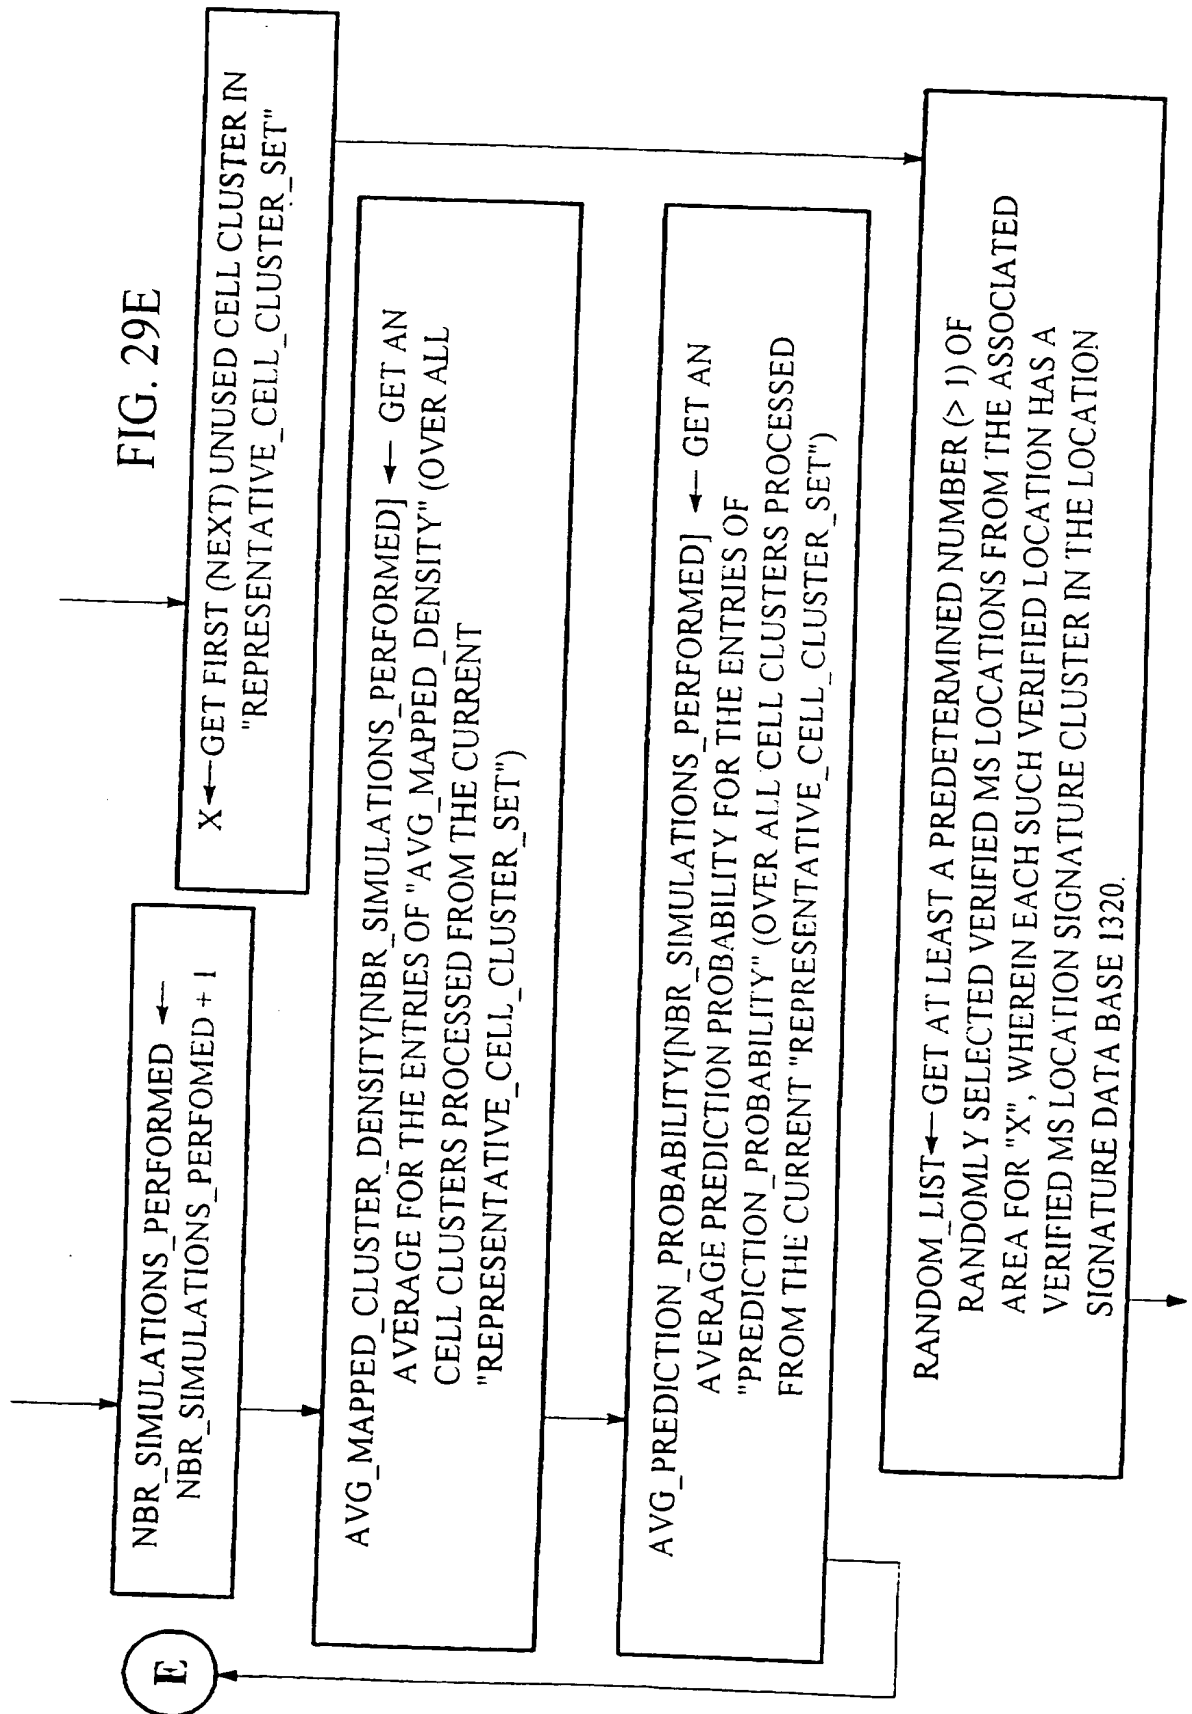 FIG. 29E
E
NBR_SIMULATIONS_PERFORMED ←
NBR_SIMULATIONS_PERFOMED + 1
X←GET FIRST (NEXT) UNUSED CELL CLUSTER IN
"REPRESENTATIVE_CELL_CLUSTER_SET"
AVG_MAPPED_CLUSTER_DENSITY[NBR_SIMULATIONS_PERFORMED] ← GET AN
AVERAGE FOR THE ENTRIES OF "AVG_MAPPED_DENSITY" (OVER ALL
CELL CLUSTERS PROCESSED FROM THE CURRENT
"REPRESENTATIVE_CELL_CLUSTER_SET")
AVG_PREDICTION_PROBABILITY[NBR_SIMULATIONS_PERFORMED] ← GET AN
AVERAGE PREDICTION PROBABILITY FOR THE ENTRIES OF
"PREDICTION_PROBABILITY" (OVER ALL CELL CLUSTERS PROCESSED
FROM THE CURRENT "REPRESENTATIVE_CELL_CLUSTER_SET")
RANDOM_LIST←GET AT LEAST A PREDETERMINED NUMBER (> 1) OF
RANDOMLY SELECTED VERIFIED MS LOCATIONS FROM THE ASSOCIATED
AREA FOR "X", WHEREIN EACH SUCH VERIFIED LOCATION HAS A
VERIFIED MS LOCATION SIGNATURE CLUSTER IN THE LOCATION
SIGNATURE DATA BASE 1320.